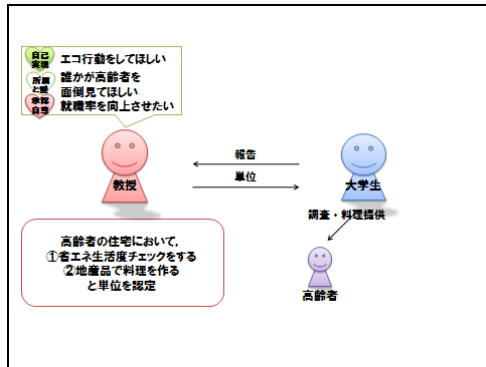 自己
実現
エコ行動をしてほしい
所属
と愛
誰かが高齢者を
面倒見てほしい
承認
自尊
就職率を向上させたい
報告
単位
教授
大学生
調査・料理提供
高齢者の住宅において,
①省エネ生活度チェックをする
②地産品で料理を作る
と単位を認定
高齢者